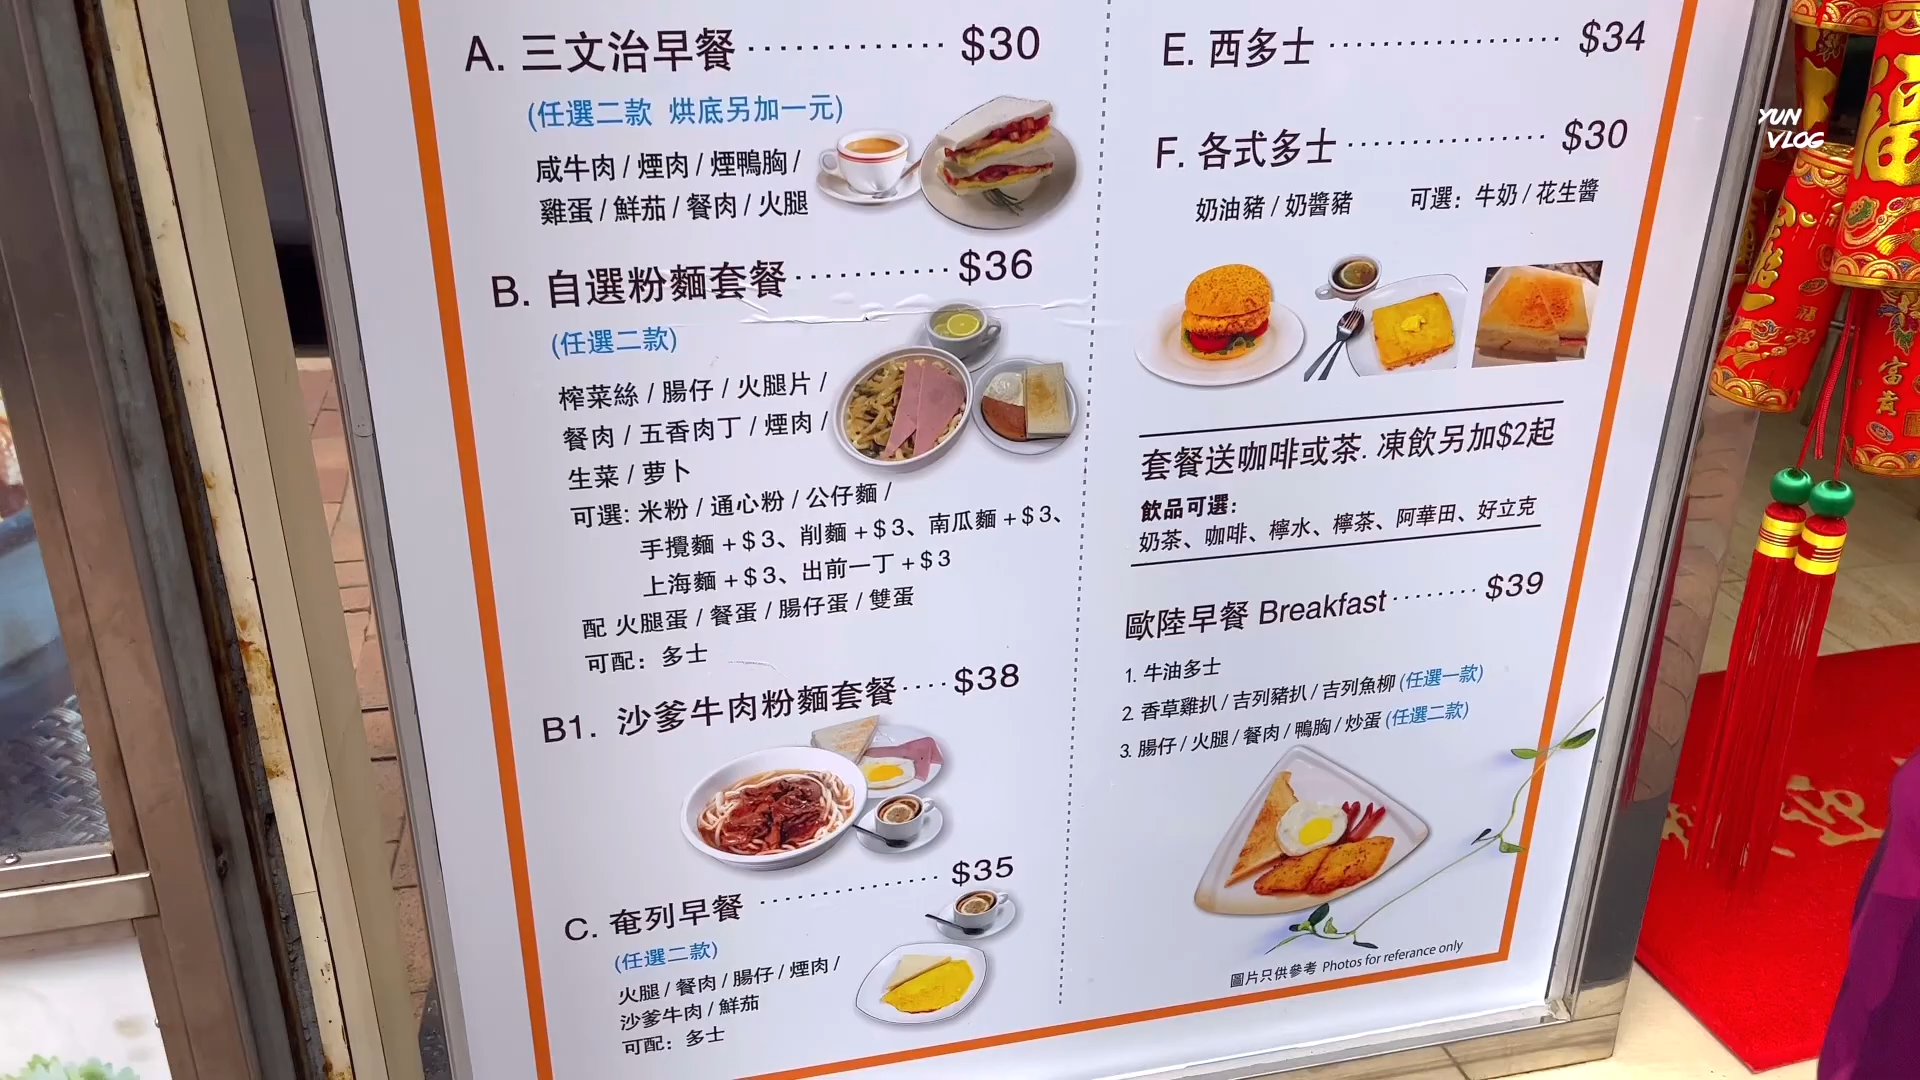 A. 三文治早餐 ············· $30
(任選二款 烘底另加一元)
咸牛肉 / 煙肉 / 煙鴨胸 /
雞蛋 / 鮮茄 / 餐肉 / 火腿
B. 自選粉麵套餐 ·········· $36
(任選二款)
榨菜絲 / 腸仔 / 火腿片 /
餐肉 / 五香肉丁 / 煙肉 /
生菜 / 萝卜
可選: 米粉 / 通心粉 / 公仔麵 /
手攪麵 +$3、削麵 +$3、南瓜麵 +$3、
上海麵 +$3、出前一丁 +$3
配 火腿蛋 / 餐蛋 / 腸仔蛋 / 雙蛋
可配：多士
B1. 沙爹牛肉粉麵套餐 ···· $38
C. 奄列早餐 ············ $35
(任選二款)
火腿 / 餐肉 / 腸仔 / 煙肉 /
沙爹牛肉 / 鮮茄
可配：多士
E. 西多士 ················ $34
F. 各式多士 ·············· $30
奶油豬 / 奶醬豬 可選：牛奶 / 花生醬
套餐送咖啡或茶. 凍飲另加$2起
飲品可選：
奶茶、咖啡、檸水、檸茶、阿華田、好立克
歐陸早餐 Breakfast ········ $39
1. 牛油多士
2. 香草雞扒 / 吉列豬扒 / 吉列魚柳 (任選一款)
3. 腸仔 / 火腿 / 餐肉 / 鴨胸 / 炒蛋 (任選二款)
圖片只供參考 Photos for referance only
YUN
VLOG
福
富
貴